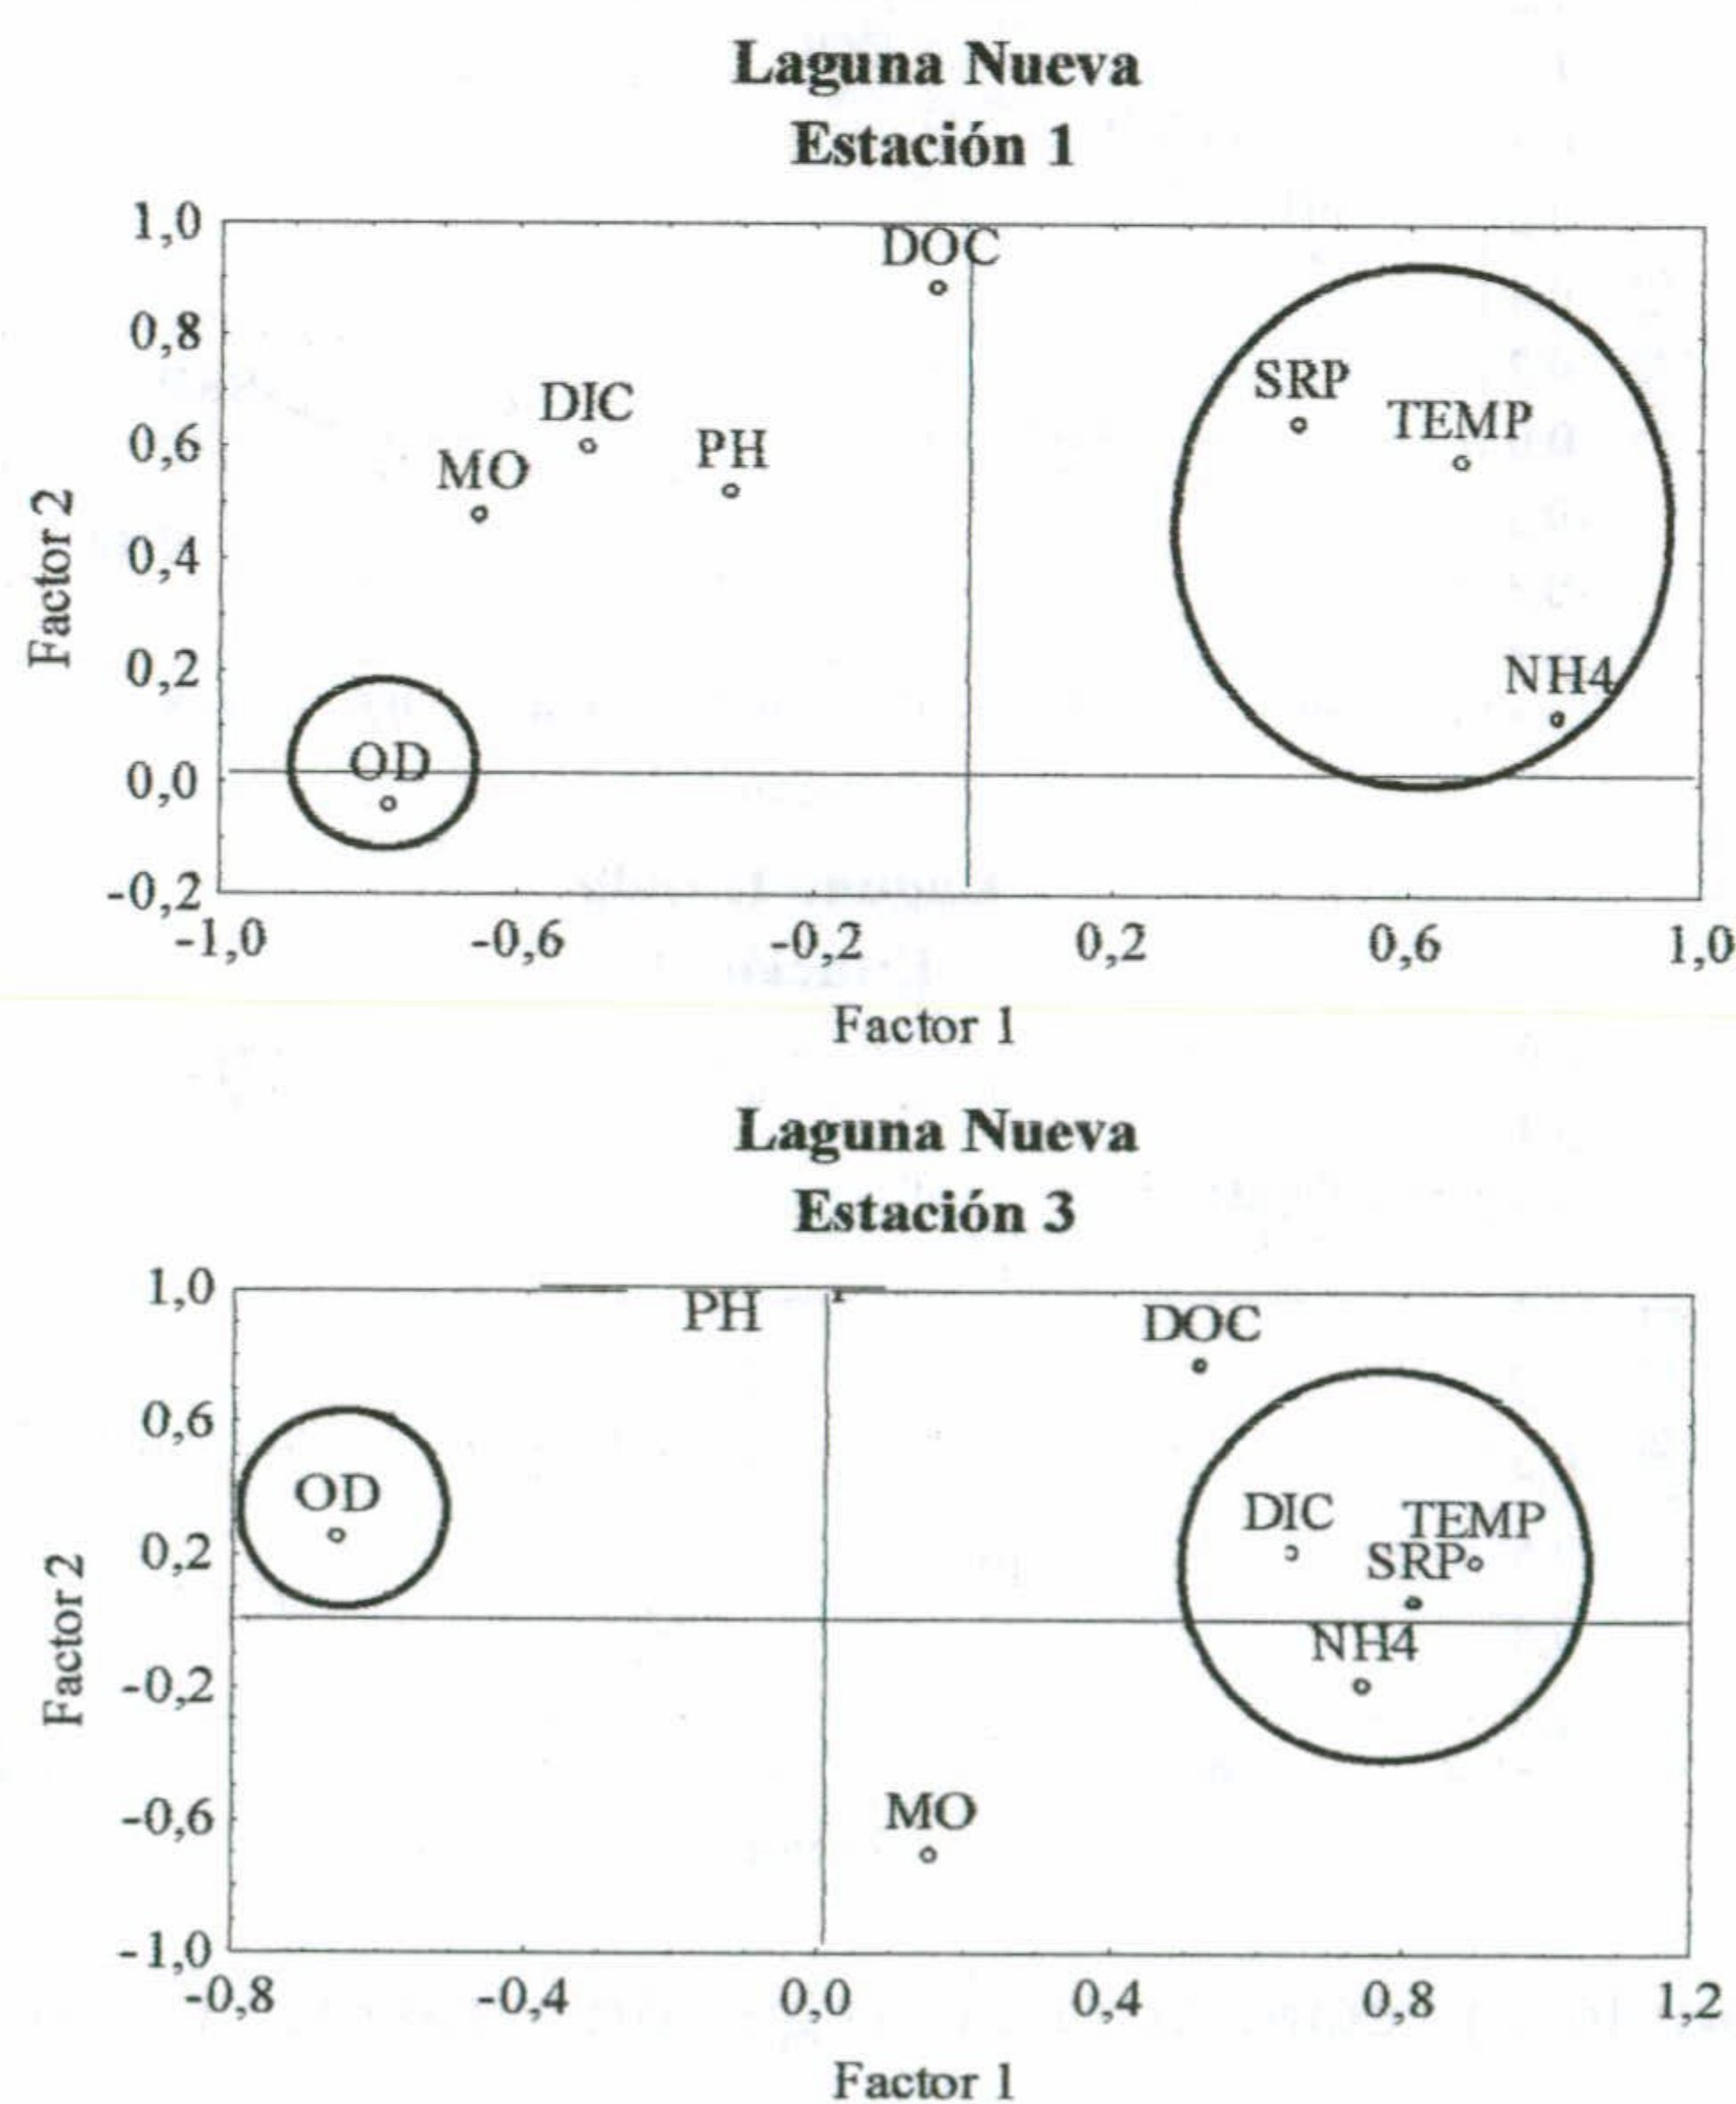 Laguna Nueva
Estación 1
1,0
DOC
0,8
SRP
DIC
TEMP
0,6
PH
MO
0,4
Factor 2
0,2
NH4
OD
0,0
-0,2
-1,0 -0,6 -0,2 0,2 0,6 1,0
Factor 1
Laguna Nueva
Estación 3
1,0
PH
DOC
0,6
OD
DIC
TEMP
0,2
SRP
Factor 2
NH4
-0,2
-0,6
MO
-1,0
-0,8 -0,4 0,0 0,4 0,8 1,2
Factor 1